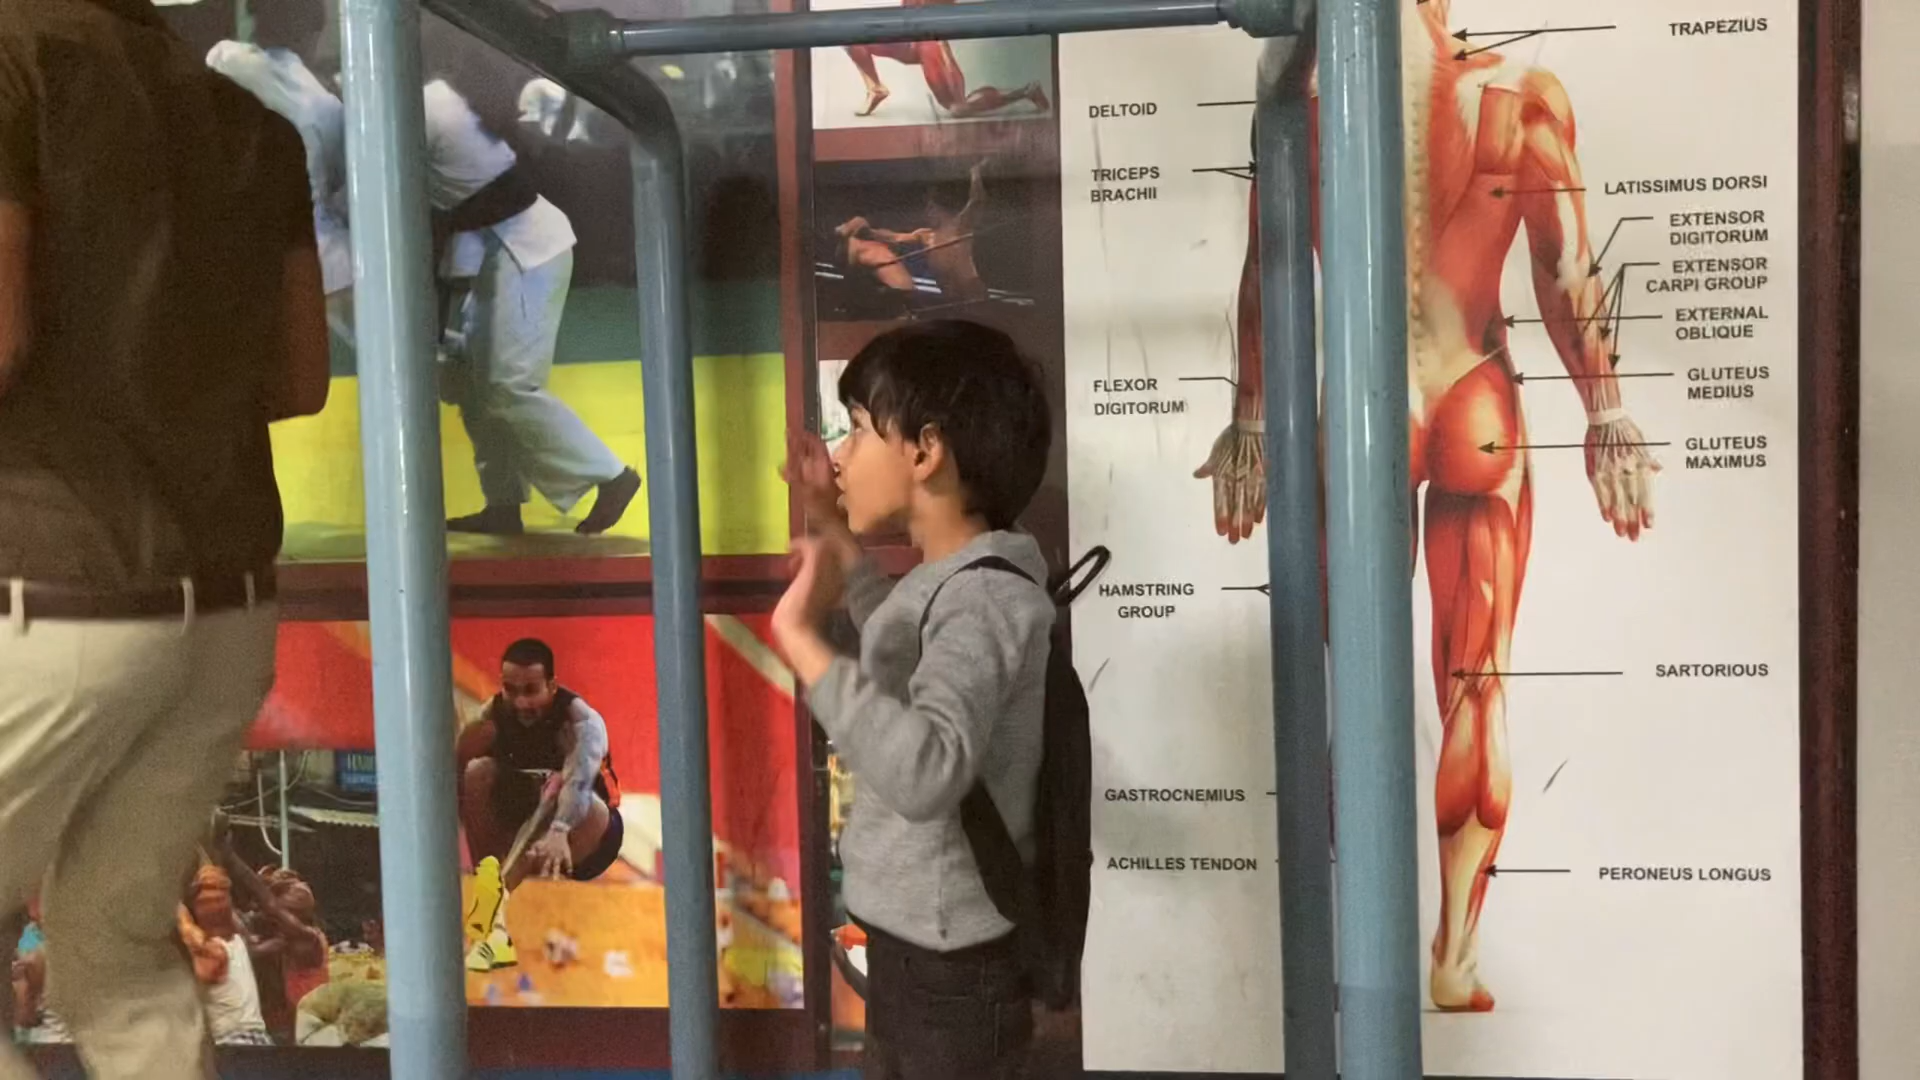 TRAPEZIUS
DELTOID
TRICEPS
BRACHII
LATISSIMUS DORSI
EXTENSOR
DIGITORUM
EXTENSOR
CARPI GROUP
EXTERNAL
OBLIQUE
FLEXOR
DIGITORUM
GLUTEUS
MEDIUS
GLUTEUS
MAXIMUS
HAMSTRING
GROUP
SARTORIOUS
GASTROCNEMIUS
ACHILLES TENDON
PERONEUS LONGUS